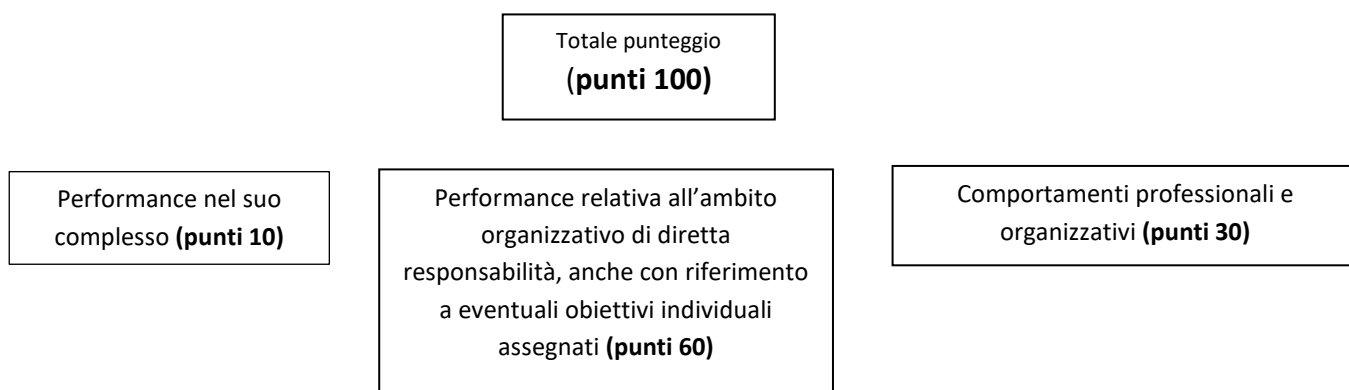 Totale punteggio
(punti 100)
Performance nel suo
complesso (punti 10)
Performance relativa all’ambito
organizzativo di diretta
responsabilità, anche con riferimento
a eventuali obiettivi individuali
assegnati (punti 60)
Comportamenti professionali e
organizzativi (punti 30)